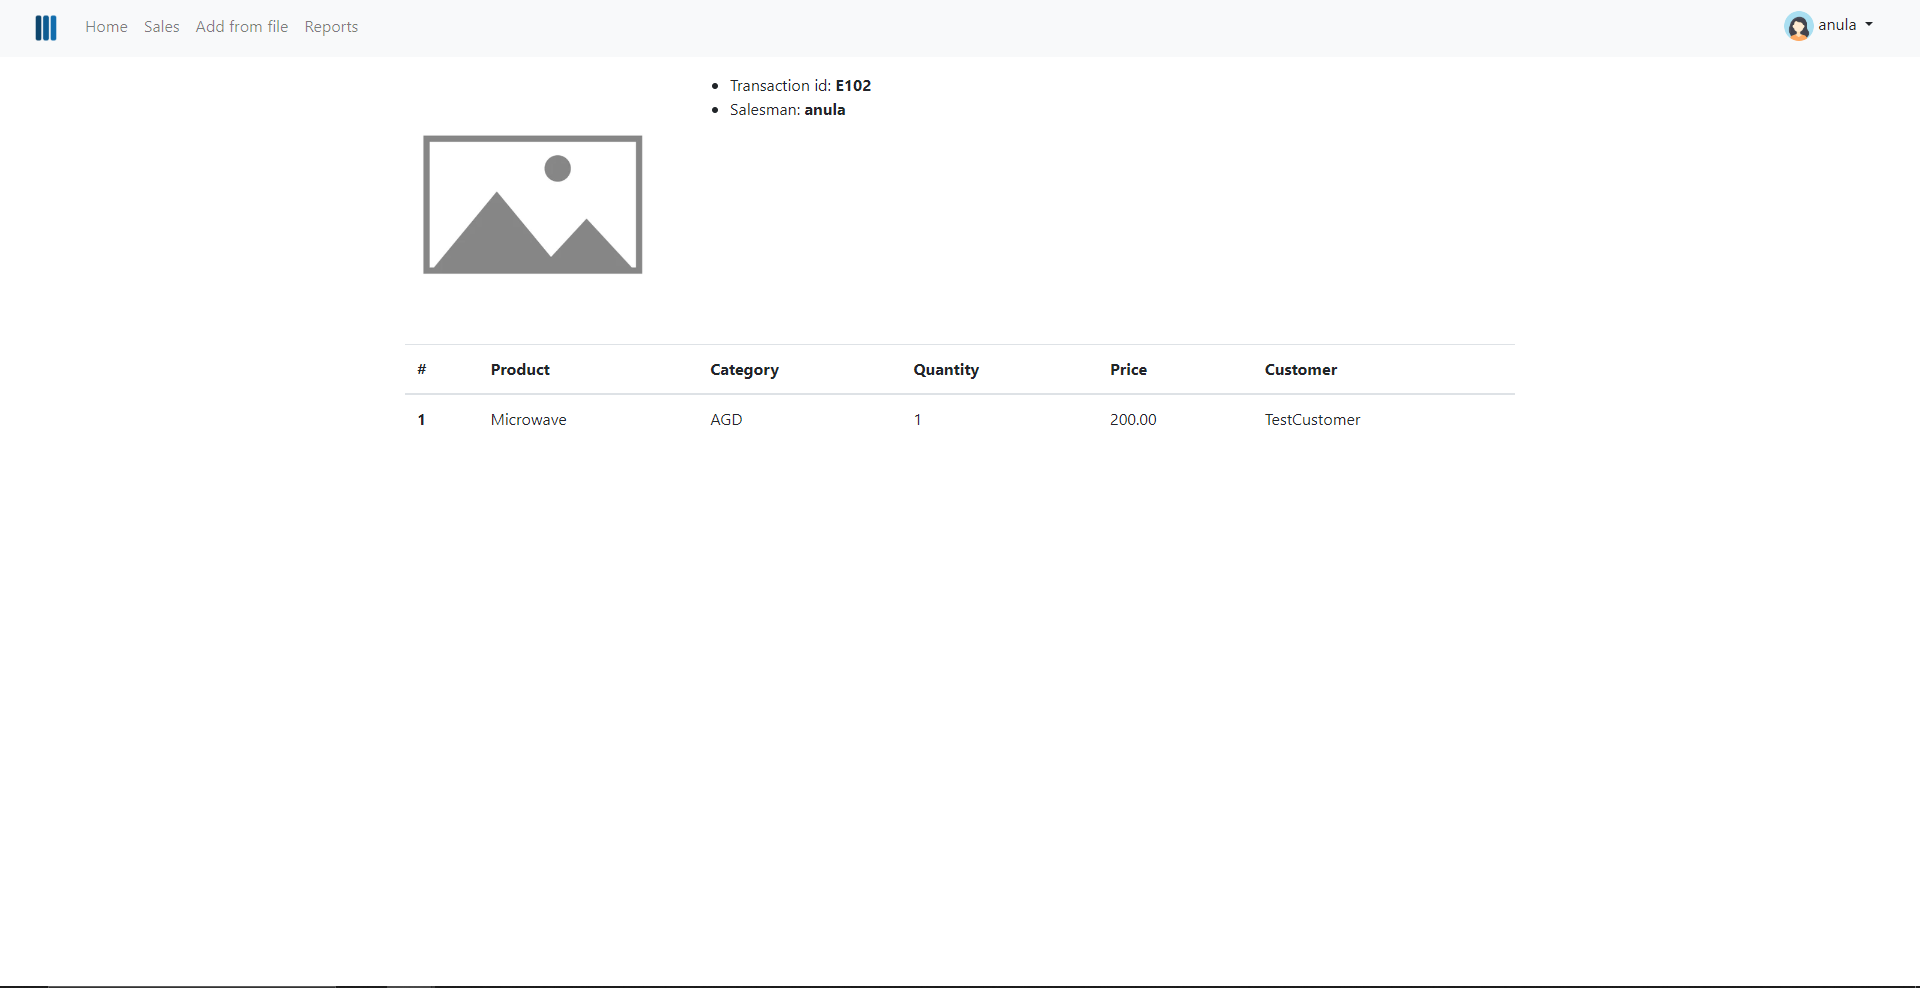 Home Sales Add from file Reports anula
Transaction id: E102
Salesman: anula
# Product Category Quantity Price Customer
1 Microwave AGD 1 200.00 TestCustomer